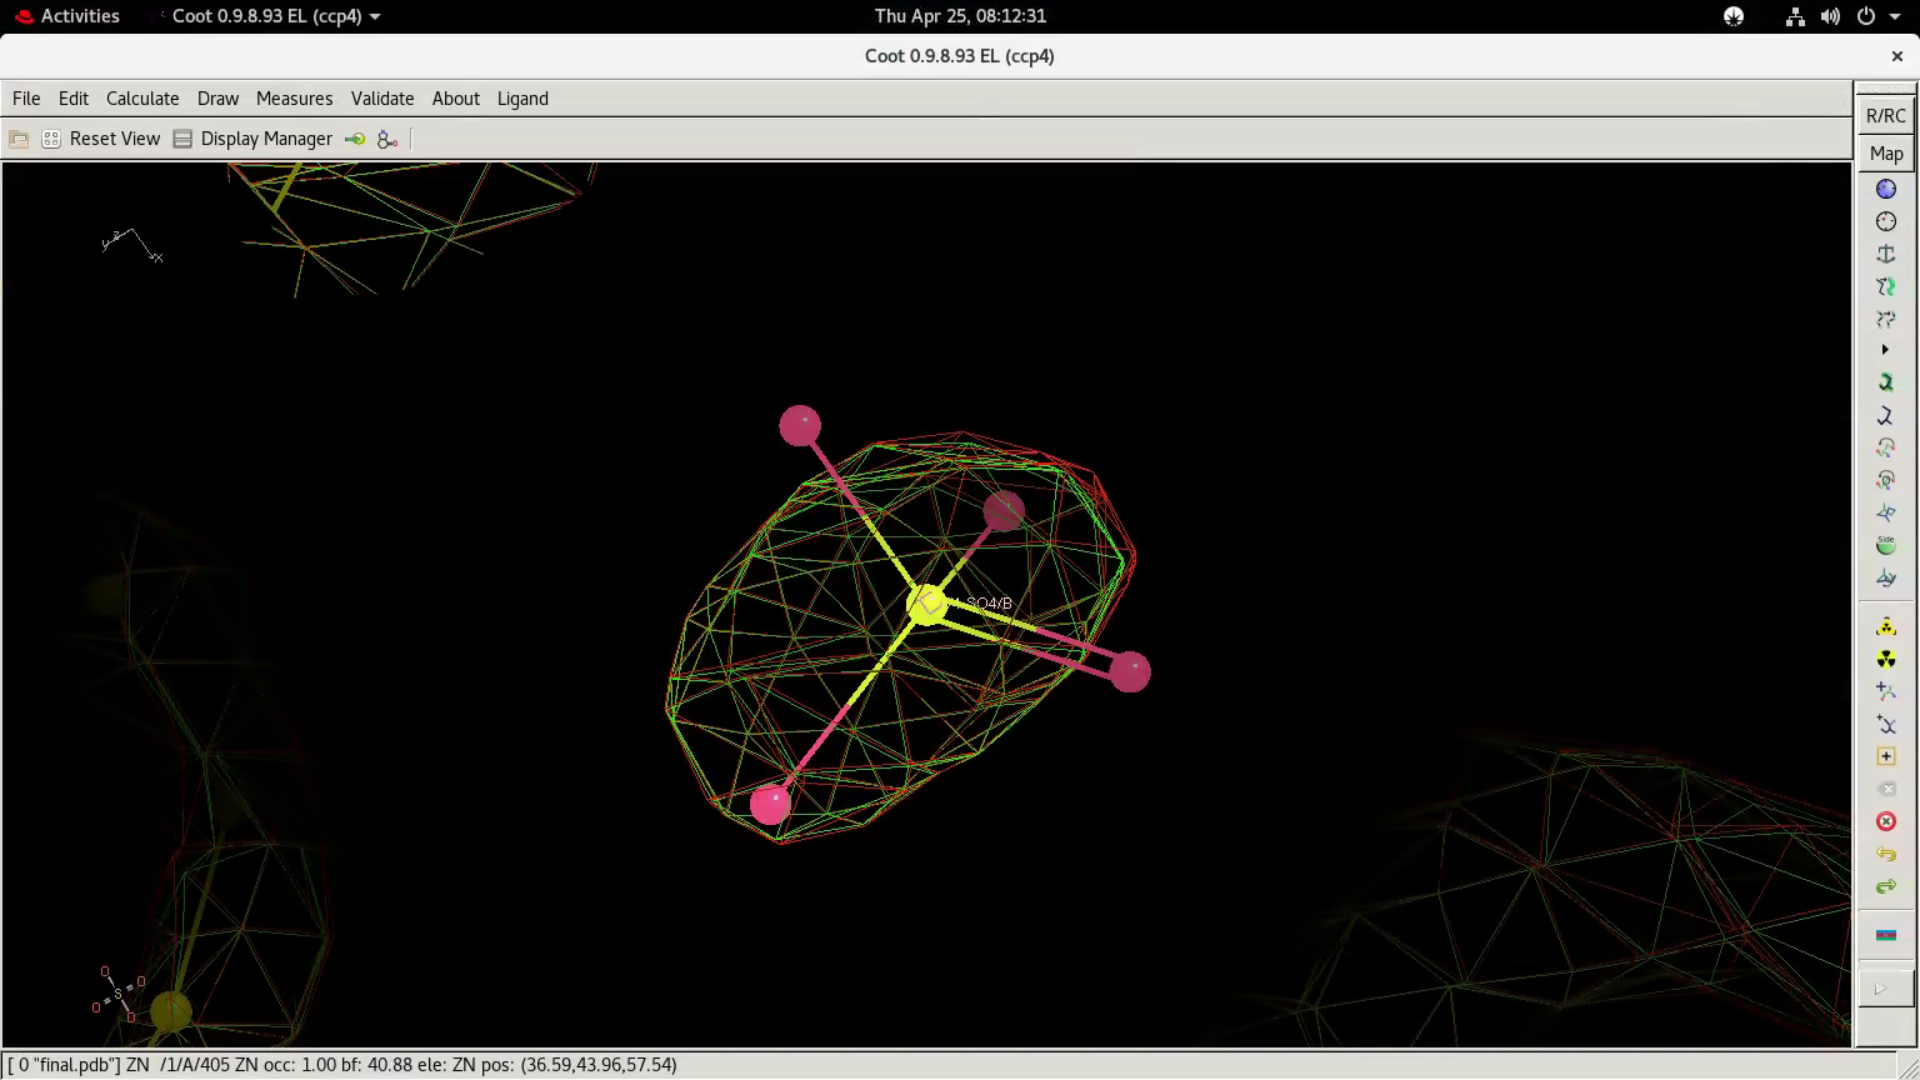 Activities Coot 0.9.8.93 EL (ccp4) Thu Apr 25, 08:12:31
Coot 0.9.8.93 EL (ccp4)
File Edit Calculate Draw Measures Validate About Ligand
R/RC
Reset View Display Manager
Map
y z
x
Side
SO4/B
O
O
S
O
O
[ 0 "final.pdb"] ZN /1/A/405 ZN occ: 1.00 bf: 40.88 ele: ZN pos: (36.59,43.96,57.54)